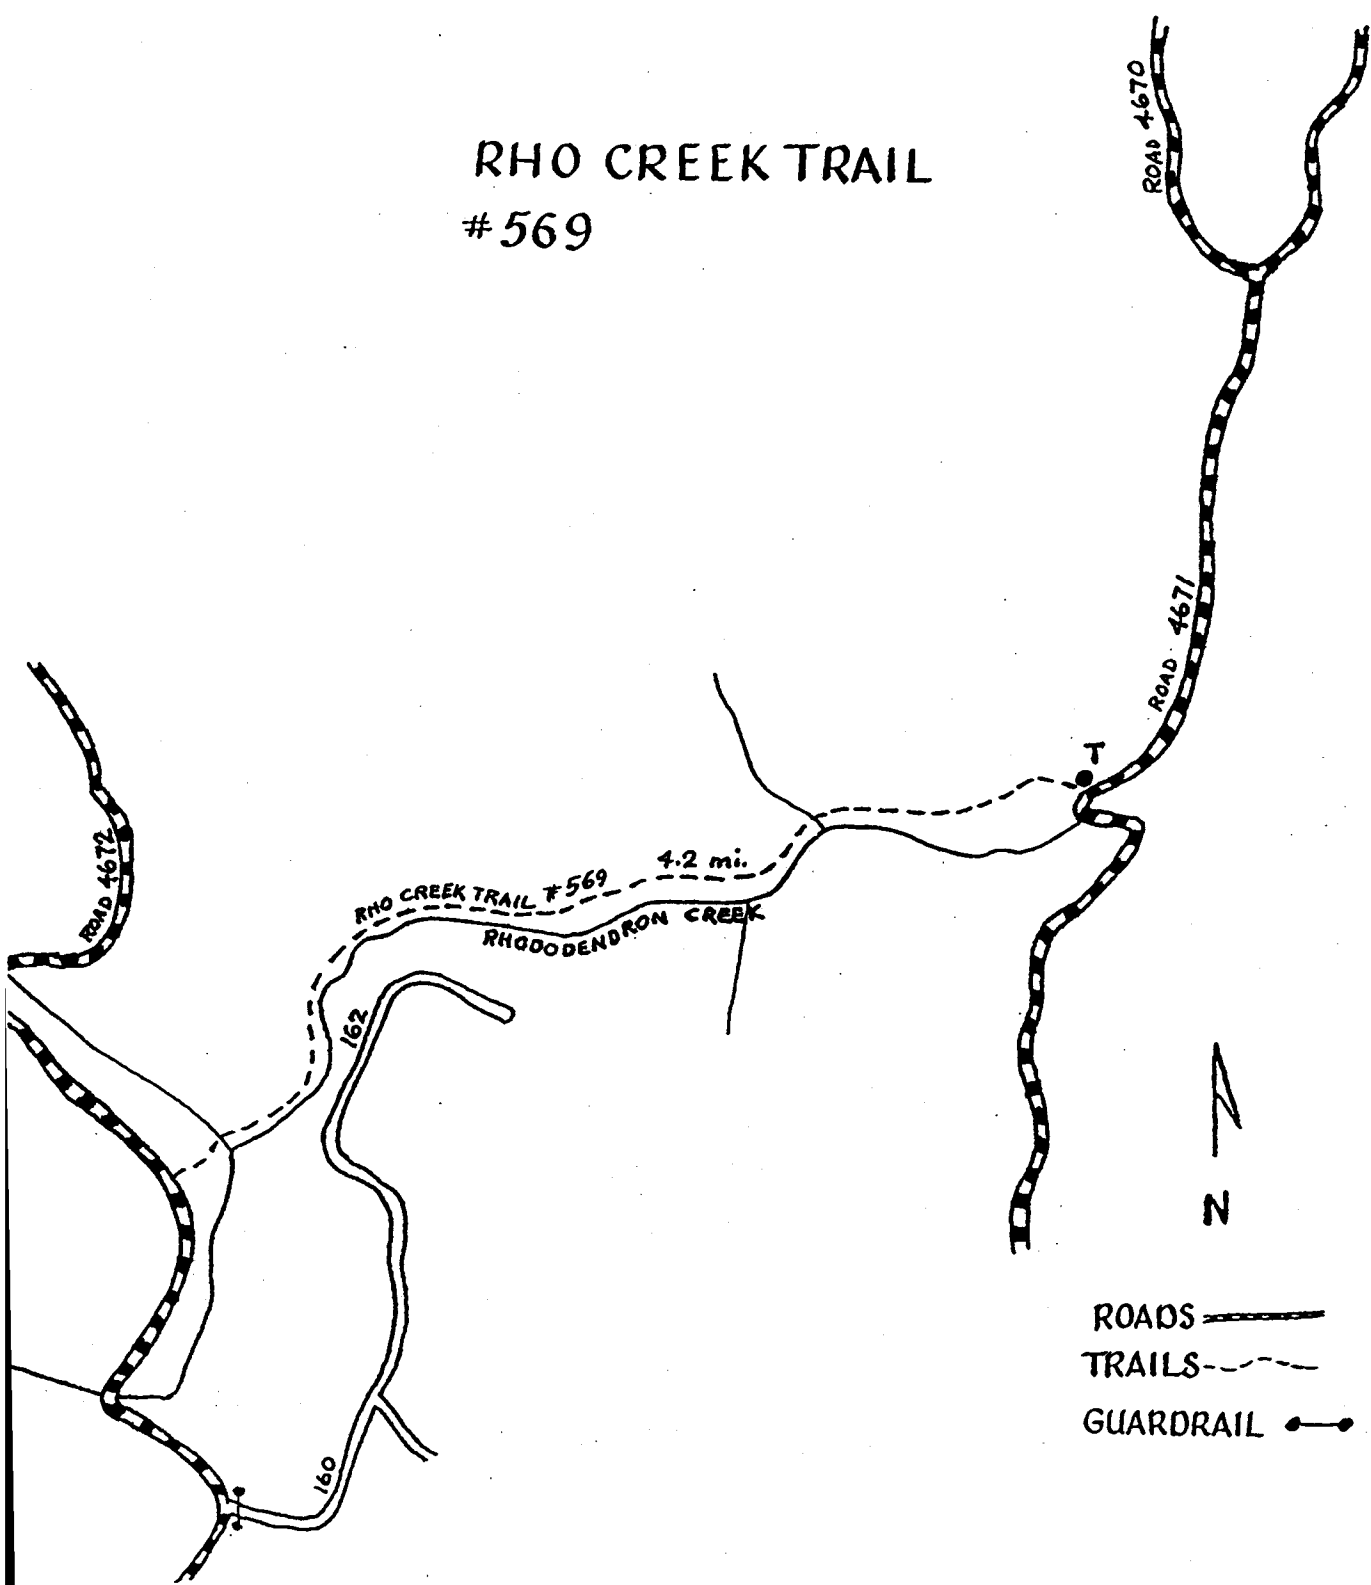 RHO CREEK TRAIL
#569
ROAD 4670
ROAD 4671
T
ROAD 4672
4.2 mi.
RHO CREEK TRAIL #569
RHODODENDRON CREEK
162
160
N
ROADS
TRAILS
GUARDRAIL